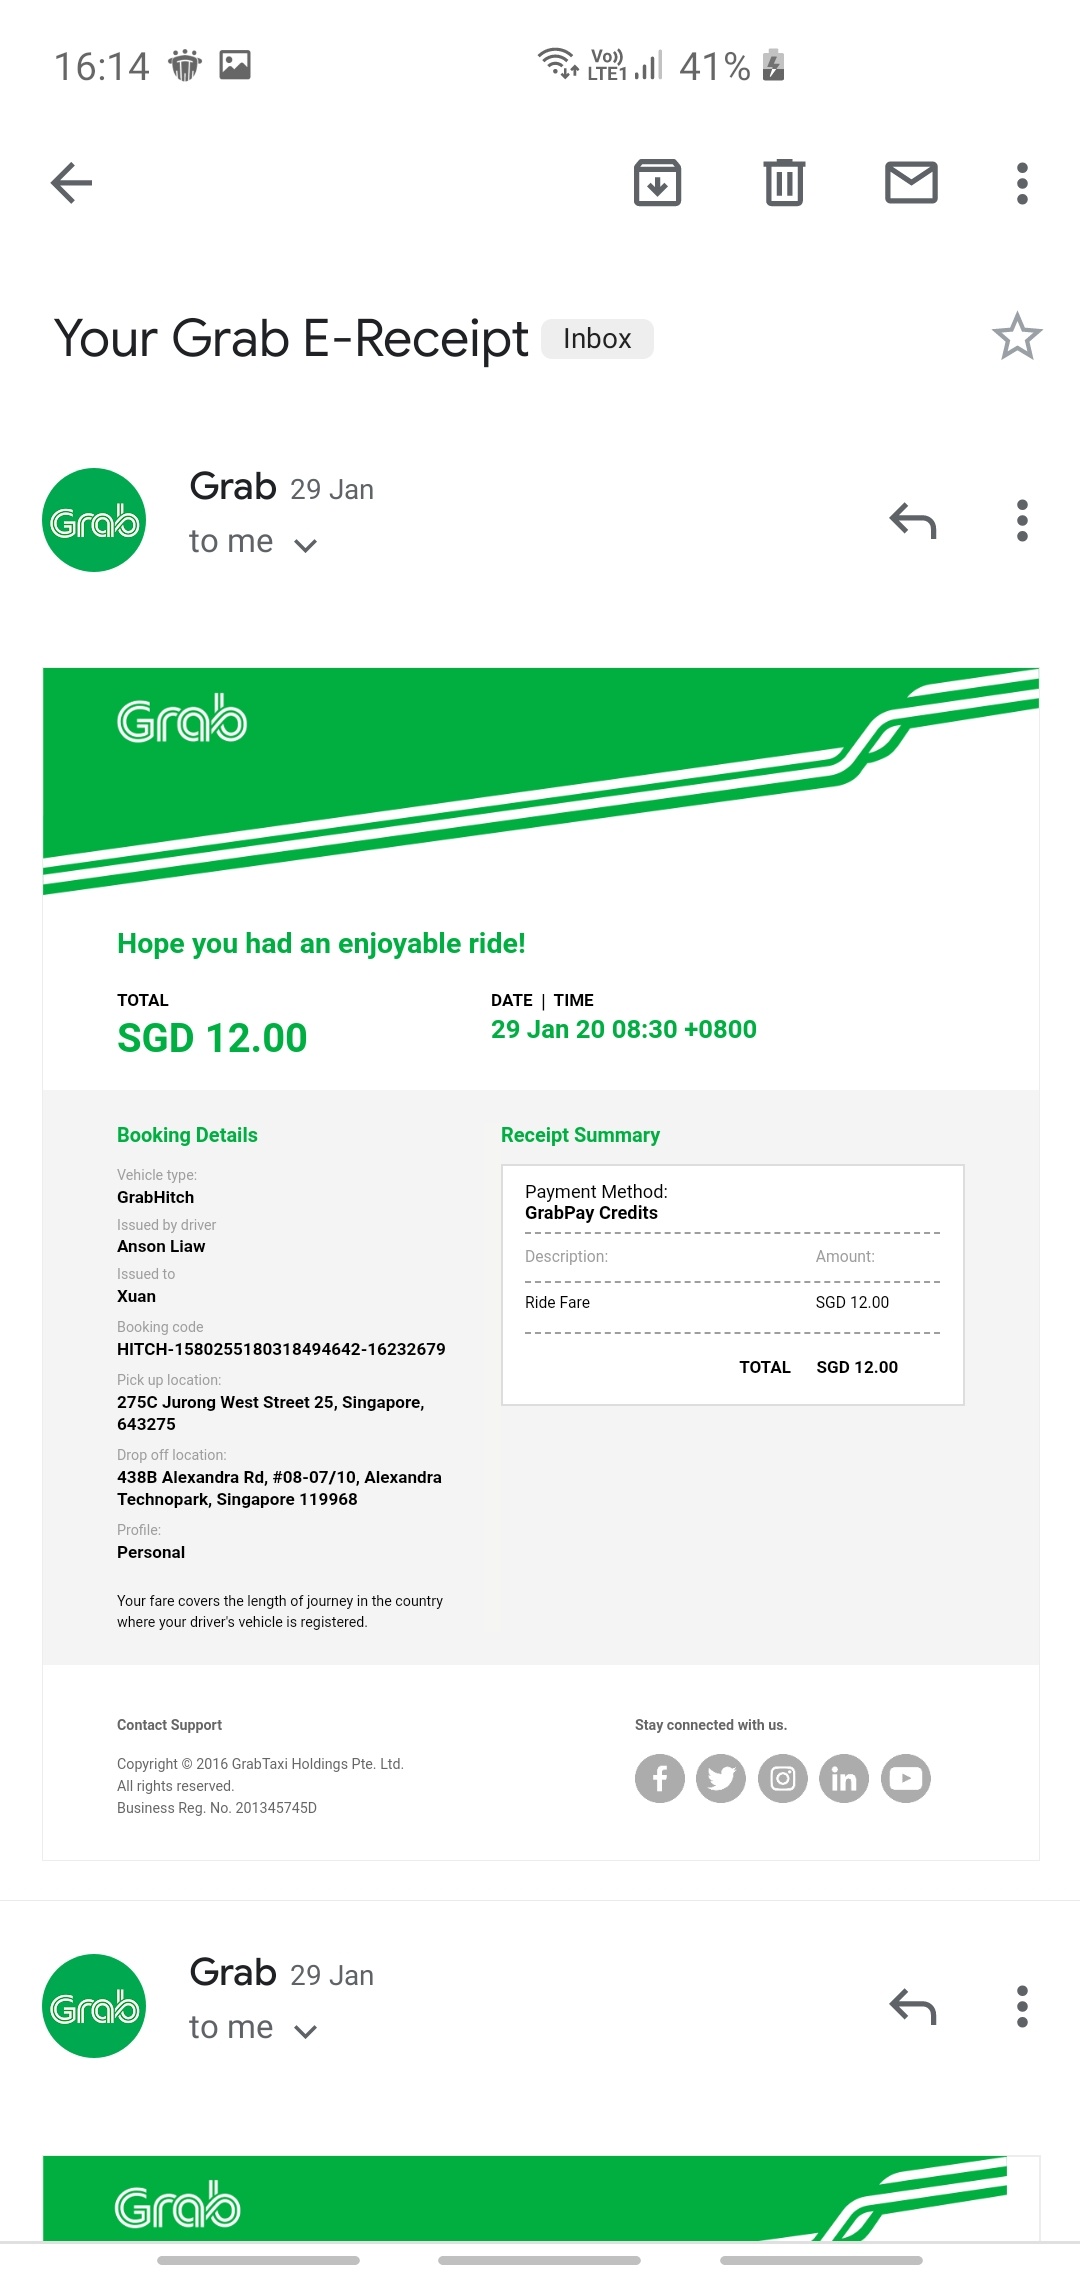 16:14
Vo))
LTE1
41%
Your Grab E-Receipt
Inbox
Grab
Grab 29 Jan
to me
Grab
Hope you had an enjoyable ride!
TOTAL
SGD 12.00
DATE | TIME
29 Jan 20 08:30 +0800
Booking Details
Vehicle type:
GrabHitch
Issued by driver
Anson Liaw
Issued to
Xuan
Booking code
HITCH-1580255180318494642-16232679
Pick up location:
275C Jurong West Street 25, Singapore,
643275
Drop off location:
438B Alexandra Rd, #08-07/10, Alexandra
Technopark, Singapore 119968
Profile:
Personal
Your fare covers the length of journey in the country
where your driver's vehicle is registered.
Receipt Summary
Payment Method:
GrabPay Credits
Description: Amount:
Ride Fare SGD 12.00
TOTAL SGD 12.00
Contact Support
Copyright © 2016 GrabTaxi Holdings Pte. Ltd.
All rights reserved.
Business Reg. No. 201345745D
Stay connected with us.
f
in
Grab
Grab 29 Jan
to me
Grab